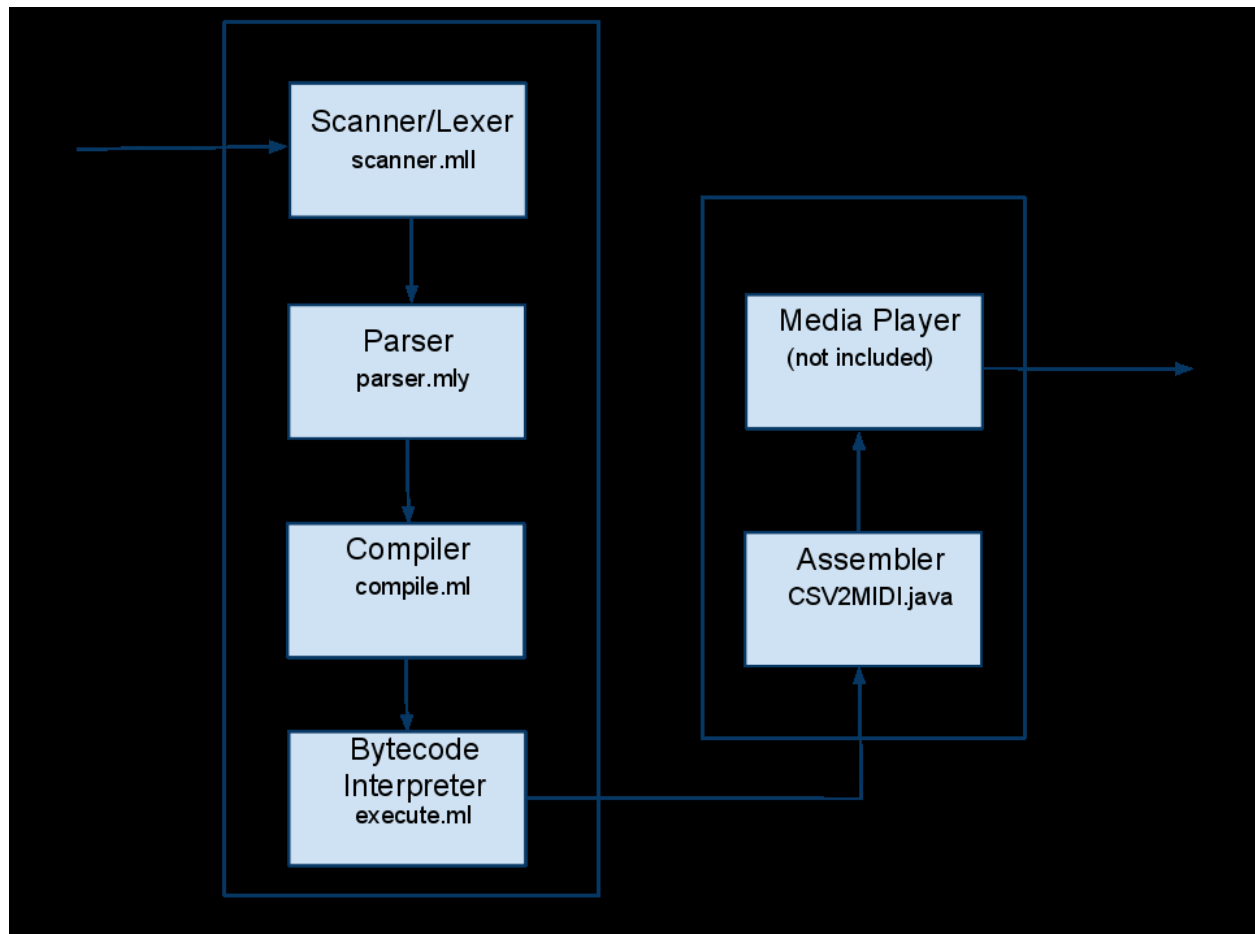 Scanner/Lexer
scanner.mll
Parser
parser.mly
Compiler
compile.ml
Bytecode
Interpreter
execute.ml
Media Player
(not included)
Assembler
CSV2MIDI.java